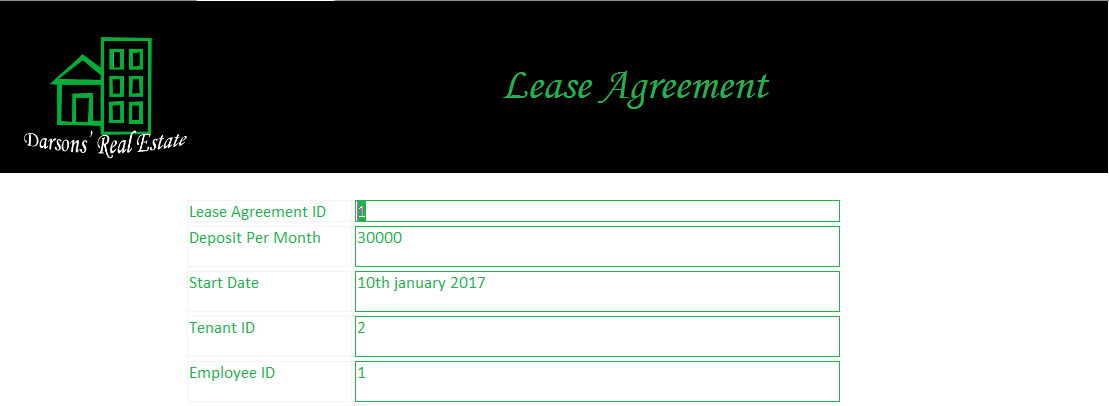 Lease Agreement
Darsons' Real Estate
Lease Agreement ID 1
Deposit Per Month 30000
Start Date 10th january 2017
Tenant ID 2
Employee ID 1